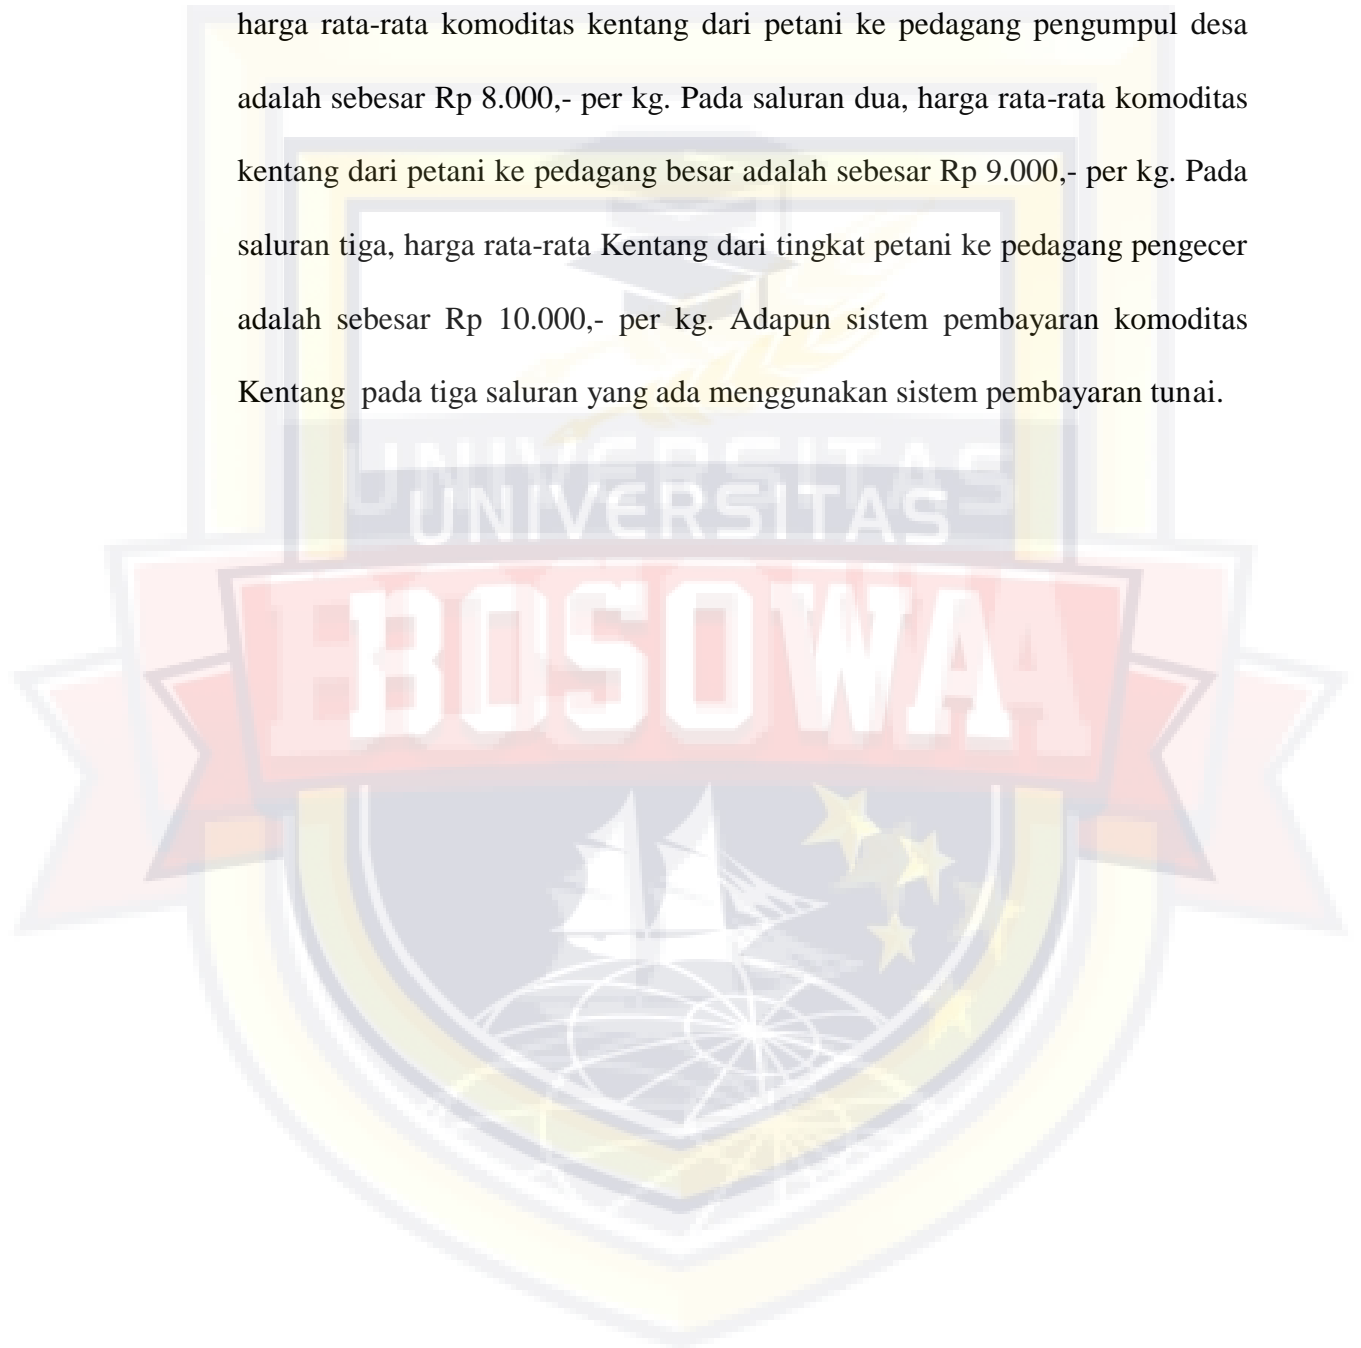 harga rata-rata komoditas kentang dari petani ke pedagang pengumpul desa
adalah sebesar Rp 8.000,- per kg. Pada saluran dua, harga rata-rata komoditas
kentang dari petani ke pedagang besar adalah sebesar Rp 9.000,- per kg. Pada
saluran tiga, harga rata-rata Kentang dari tingkat petani ke pedagang pengecer
adalah sebesar Rp 10.000,- per kg. Adapun sistem pembayaran komoditas
Kentang  pada tiga saluran yang ada menggunakan sistem pembayaran tunai.
UNIVERSITAS
UNIVERSITAS
BOSOWA
BOSOWA